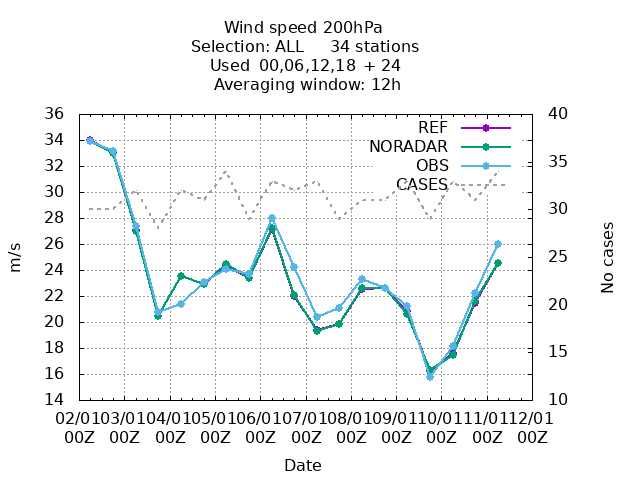 Wind speed 200hPa
Selection: ALL 34 stations
Used 00,06,12,18 + 24
Averaging window: 12h
36
34
32
30
28
26
24
22
20
18
16
14
m/s
40
35
30
25
20
15
10
No cases
REF
NORADAR
OBS
CASES
02/01 03/01 04/01 05/01 06/01 07/01 08/01 09/01 10/01 11/01 12/01
00Z 00Z 00Z 00Z 00Z 00Z 00Z 00Z 00Z 00Z 00Z
Date